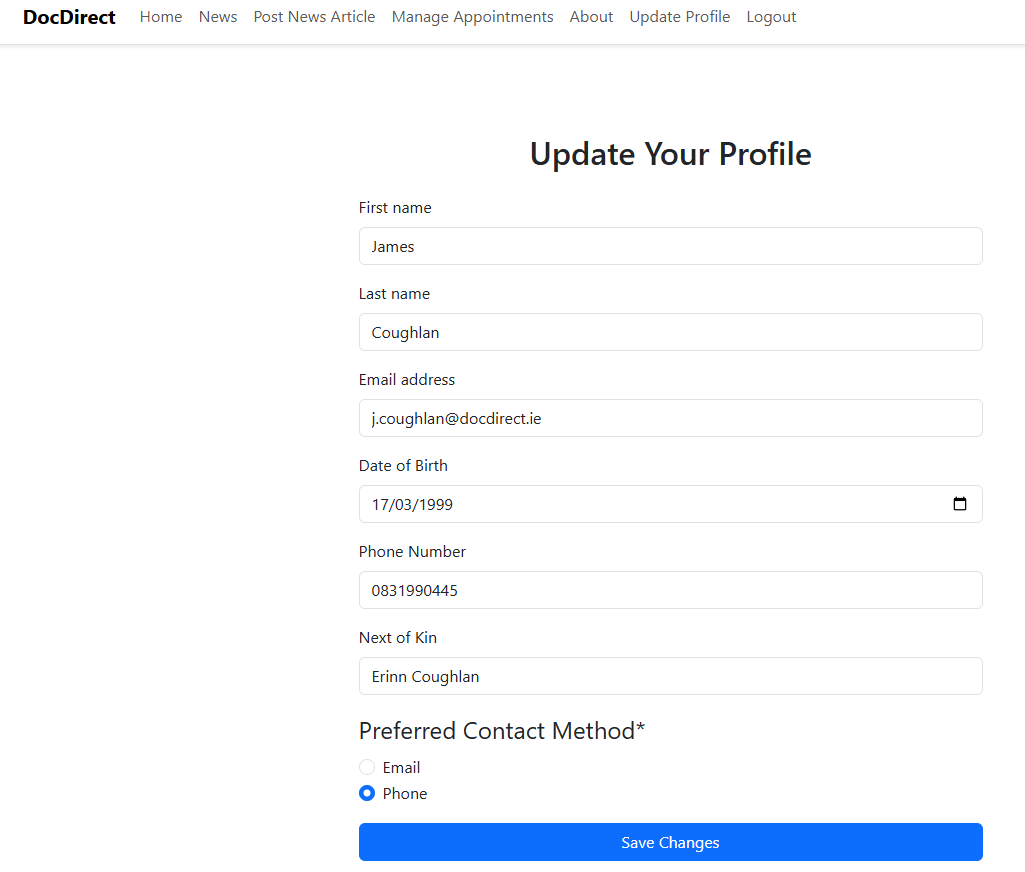 DocDirect Home News Post News Article Manage Appointments About Update Profile Logout
Update Your Profile
First name
James
Last name
Coughlan
Email address
j.coughlan@docdirect.ie
Date of Birth
17/03/1999
Phone Number
0831990445
Next of Kin
Erinn Coughlan
Preferred Contact Method*
Email
Phone
Save Changes